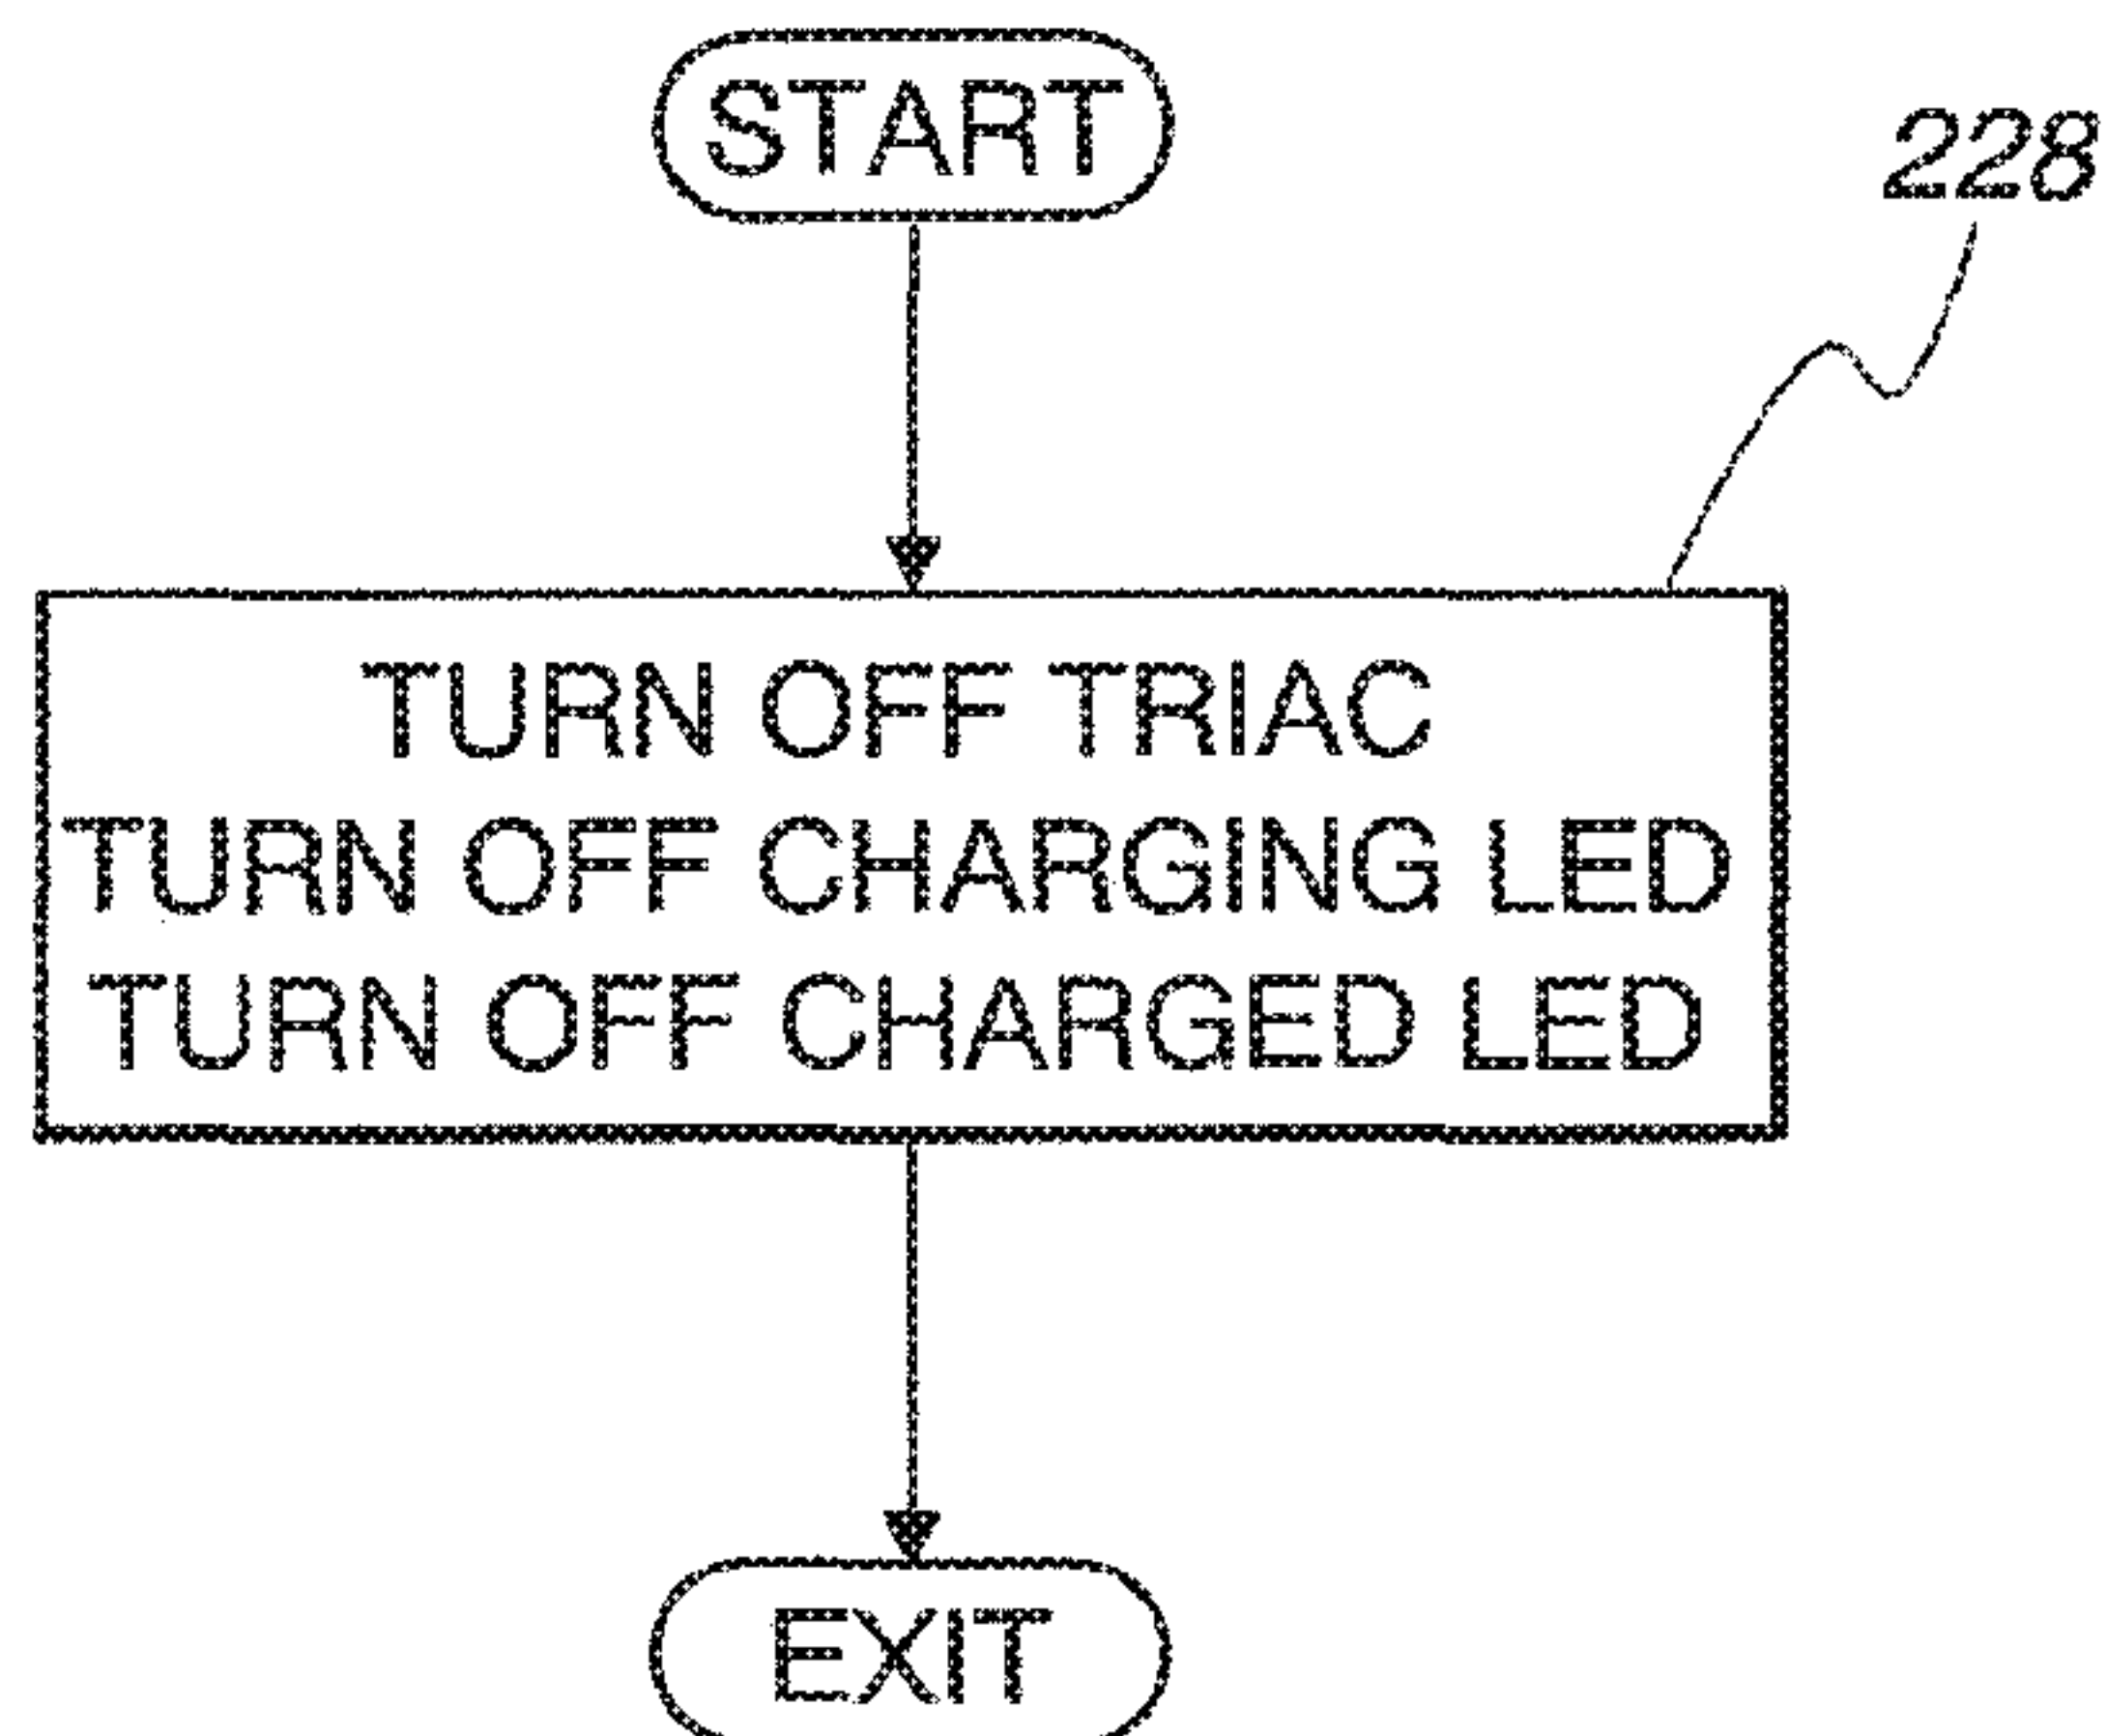 START
228
TURN OFF TRIAC
TURN OFF CHARGING LED
TURN OFF CHARGED LED
EXIT